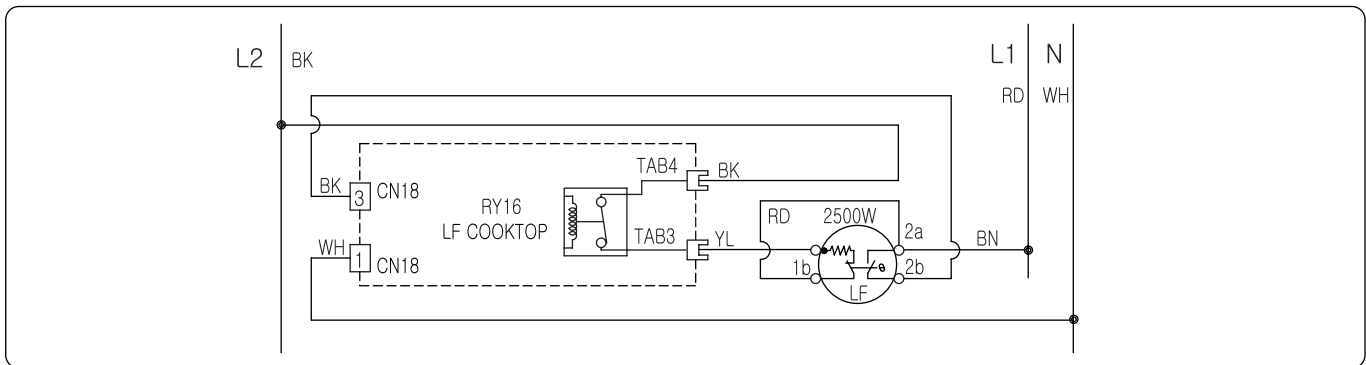 L2 BK L1 N
RD WH
TAB4 BK
BK 3 CN18
RY16
LF COOKTOP
RD 2500W
2a
TAB3 YL BN
WH 1 CN18
1b θ 2b
LF